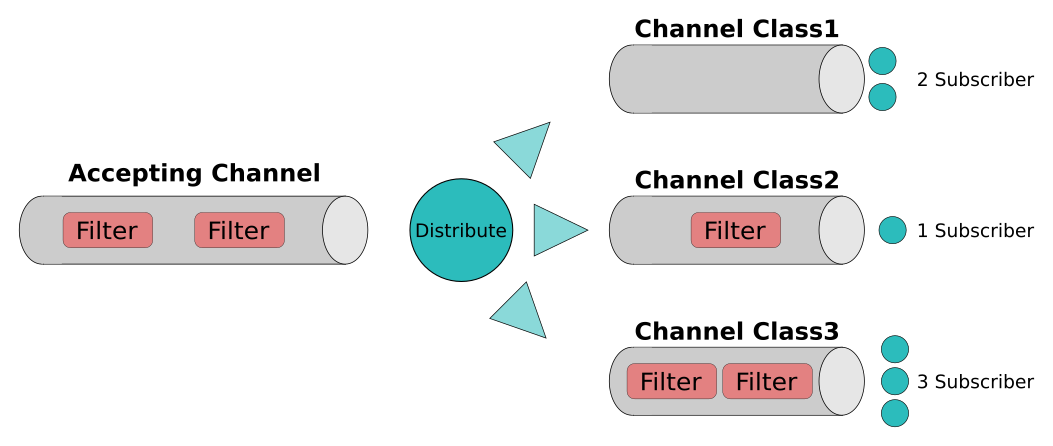 Channel Class1
2 Subscriber
Accepting Channel
Filter Filter
Distribute
Channel Class2
Filter
1 Subscriber
Channel Class3
Filter Filter
3 Subscriber